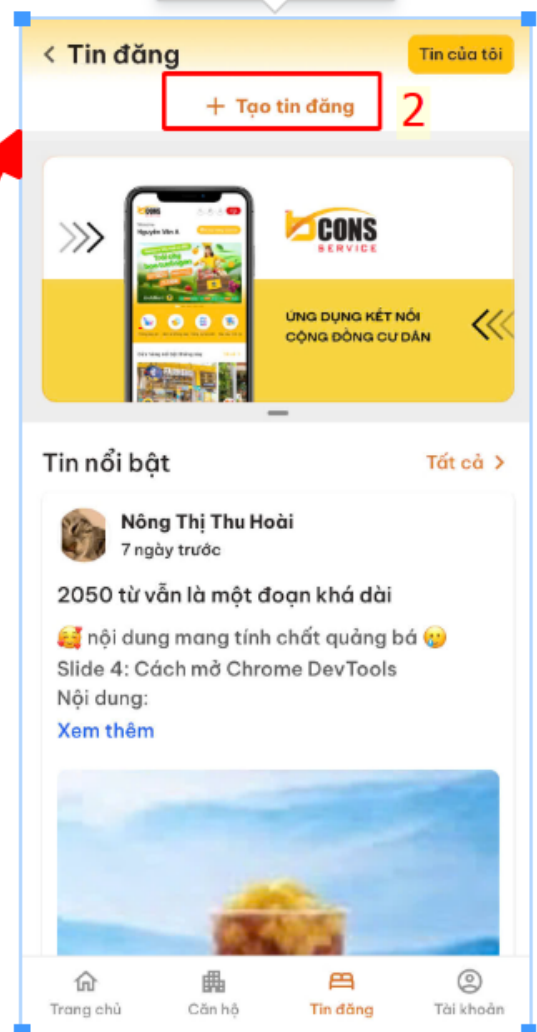 Tin đăng
Tin của tôi
+ Tạo tin đăng
2
CONS
Nguyễn Văn A
CONS
SERVICE
ỨNG DỤNG KẾT NỐI
CỘNG ĐỒNG CƯ DÂN
Tin nổi bật
Tất cả
Nông Thị Thu Hoài
7 ngày trước
2050 từ vẫn là một đoạn khá dài
🥰 nội dung mang tính chất quảng bá 🥲
Slide 4: Cách mở Chrome DevTools
Nội dung:
Xem thêm
Trang chủ
Căn hộ
Tin đăng
Tài khoản